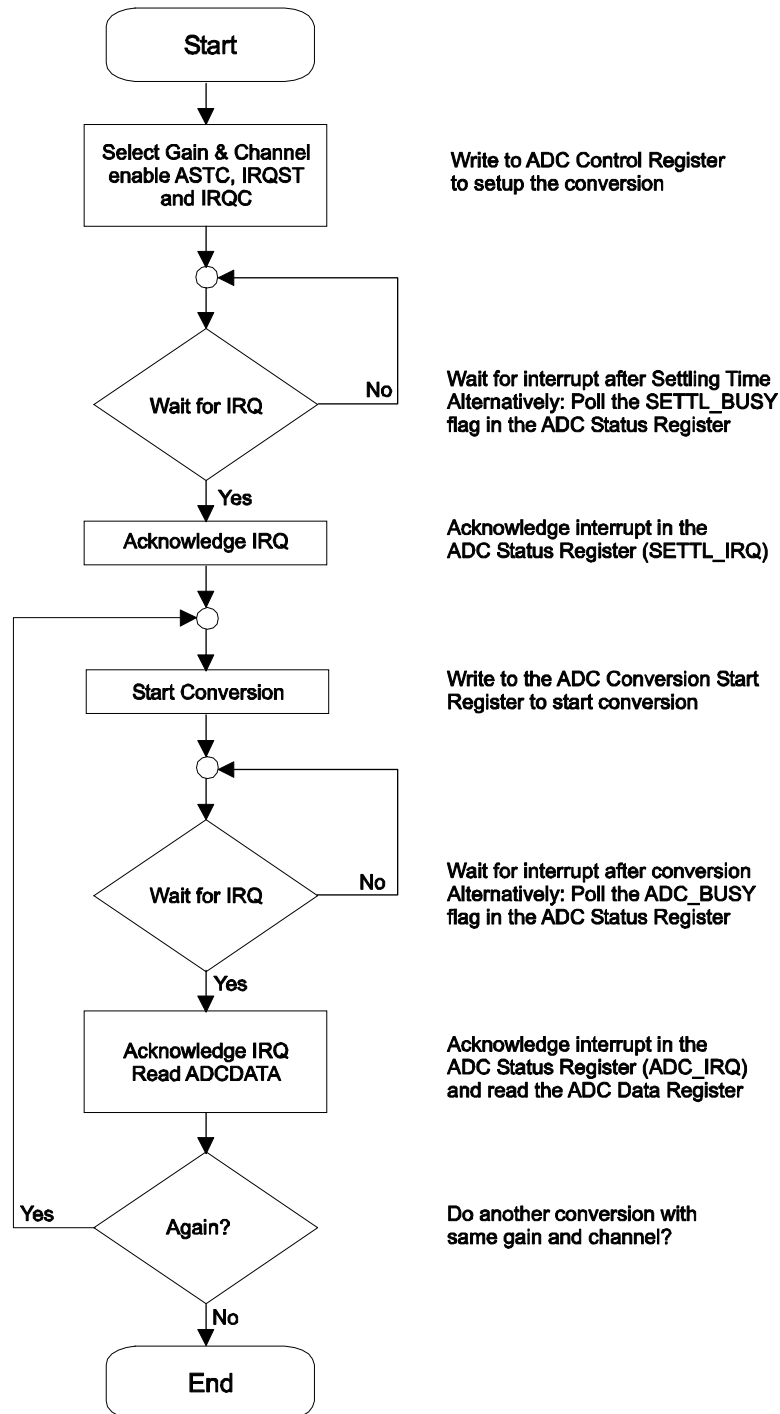 Start
Select Gain & Channel
enable ASTC, IRQST
and IRQC
Write to ADC Control Register
to setup the conversion
Wait for IRQ
No
Wait for interrupt after Settling Time
Alternatively: Poll the SETTL_BUSY
flag in the ADC Status Register
Yes
Acknowledge IRQ
Acknowledge interrupt in the
ADC Status Register (SETTL_IRQ)
Start Conversion
Write to the ADC Conversion Start
Register to start conversion
Wait for IRQ
No
Wait for interrupt after conversion
Alternatively: Poll the ADC_BUSY
flag in the ADC Status Register
Yes
Acknowledge IRQ
Read ADCDATA
Acknowledge interrupt in the
ADC Status Register (ADC_IRQ)
and read the ADC Data Register
Yes
Again?
Do another conversion with
same gain and channel?
No
End